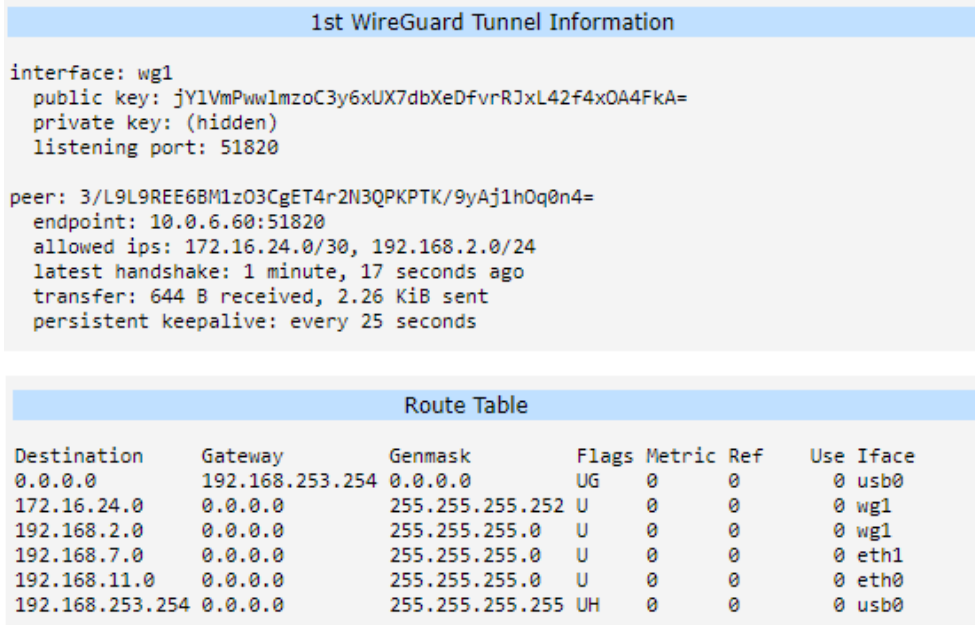 1st WireGuard Tunnel Information
interface: wg1
public key: jYlVmPwwlmzoC3y6xUX7dbXeDfvrRJxL42f4xOA4FkA=
private key: (hidden)
listening port: 51820
peer: 3/L9L9REE6BM1zO3CgET4r2N3QPKPTK/9yAj1hOq0n4=
endpoint: 10.0.6.60:51820
allowed ips: 172.16.24.0/30, 192.168.2.0/24
latest handshake: 1 minute, 17 seconds ago
transfer: 644 B received, 2.26 KiB sent
persistent keepalive: every 25 seconds
Route Table
Destination Gateway Genmask Flags Metric Ref Use Iface
0.0.0.0 192.168.253.254 0.0.0.0 UG 0 0 0 usb0
172.16.24.0 0.0.0.0 255.255.255.252 U 0 0 0 wg1
192.168.2.0 0.0.0.0 255.255.255.0 U 0 0 0 wg1
192.168.7.0 0.0.0.0 255.255.255.0 U 0 0 0 eth1
192.168.11.0 0.0.0.0 255.255.255.0 U 0 0 0 eth0
192.168.253.254 0.0.0.0 255.255.255.255 UH 0 0 0 usb0